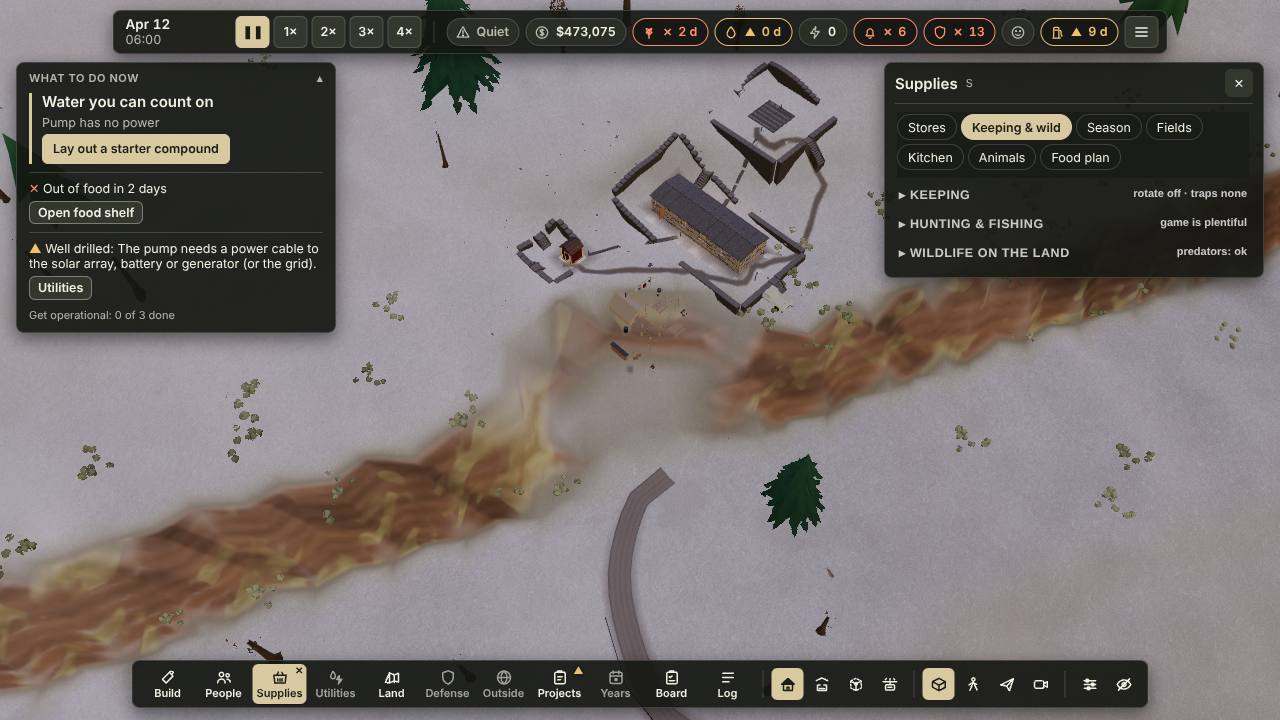 Apr 12
06:00
1×
2×
3×
4×
Quiet
$473,075
× 2 d
0 d
0
× 6
× 13
9 d
WHAT TO DO NOW
Water you can count on
Pump has no power
Lay out a starter compound
× Out of food in 2 days
Open food shelf
Well drilled: The pump needs a power cable to
the solar array, battery or generator (or the grid).
Utilities
Get operational: 0 of 3 done
Supplies S
Stores
Keeping & wild
Season
Fields
Kitchen
Animals
Food plan
KEEPING
rotate off · traps none
HUNTING & FISHING
game is plentiful
WILDLIFE ON THE LAND
predators: ok
Build
People
Supplies
Utilities
Land
Defense
Outside
Projects
Years
Board
Log